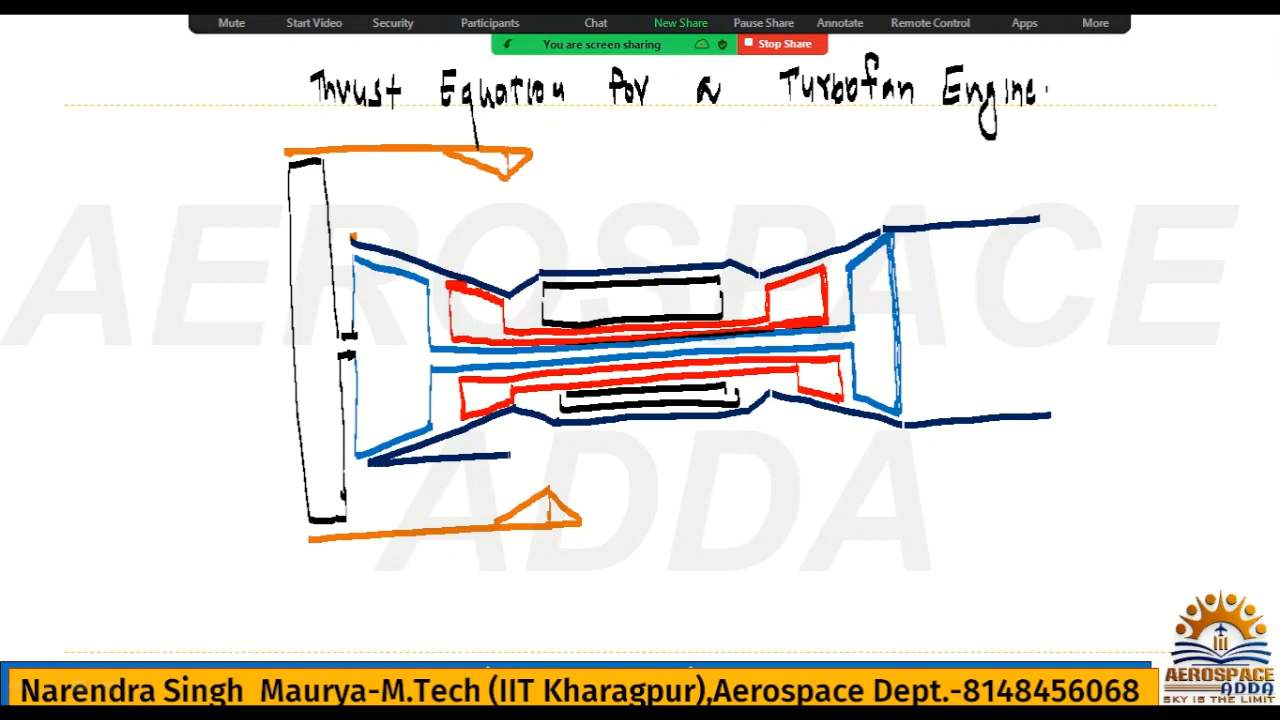 Mute Start Video Security Participants Chat New Share Pause Share Annotate Remote Control Apps More
You are screen sharing Stop Share
Thrust Equation for a Turbofan Engine.
AEROSPACE
ADDA
AEROSPACE
ADDA
SKY IS THE LIMIT
Narendra Singh Maurya-M.Tech (IIT Kharagpur),Aerospace Dept.-8148456068